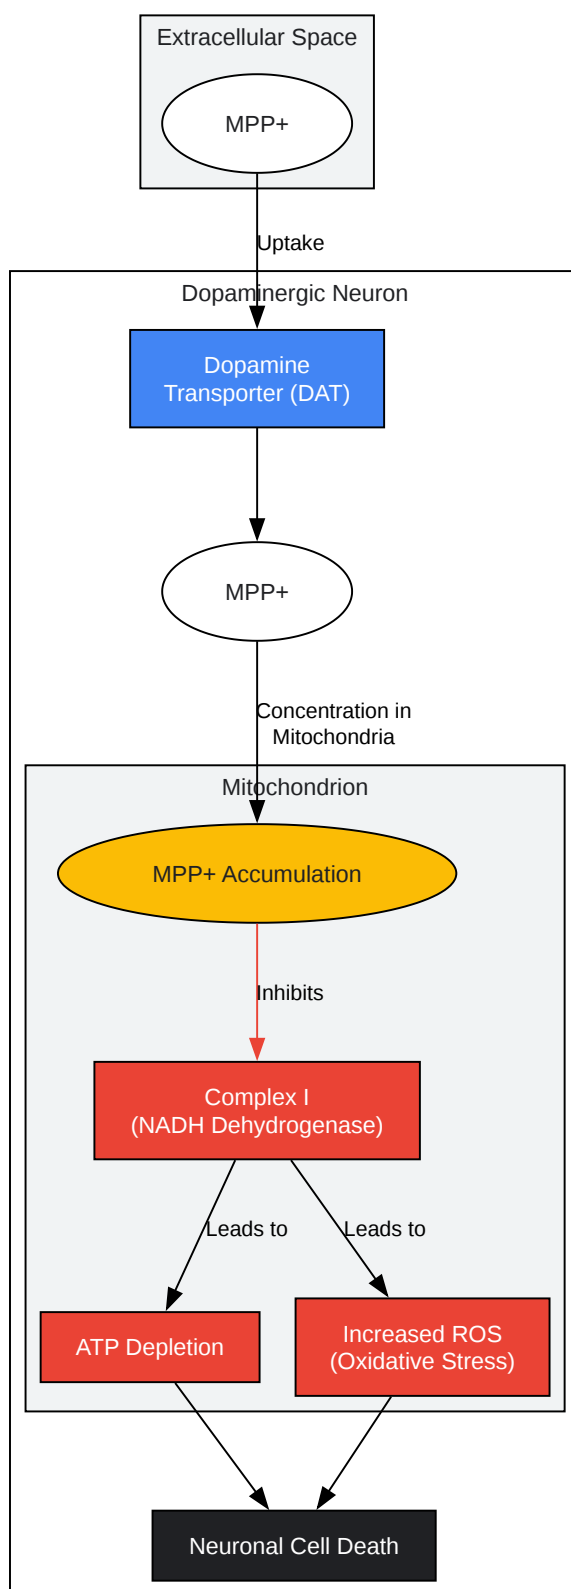 Extracellular Space
MPP+
Uptake
Dopaminergic Neuron
Dopamine
Transporter (DAT)
MPP+
Concentration in
Mitochondria
Mitochondrion
MPP+ Accumulation
Inhibits
Complex I
(NADH Dehydrogenase)
Leads to
Leads to
ATP Depletion
Increased ROS
(Oxidative Stress)
Neuronal Cell Death